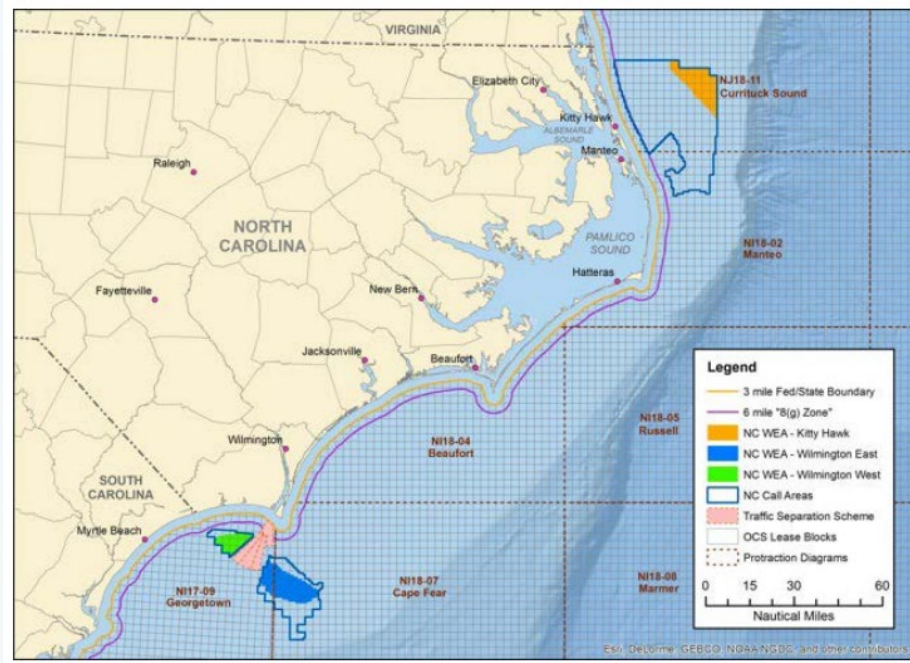 VIRGINIA
Elizabeth City
NJ18-11
Currituck Sound
Kitty Hawk
ALBEMARLE
SOUND
Manteo
Raleigh
NORTH
CAROLINA
PAMLICO
SOUND
NI18-02
Manteo
Hatteras
Fayetteville
New Bern
Jacksonville
Beaufort
Legend
3 mile Fed/State Boundary
6 mile "8(g) Zone"
NC WEA - Kitty Hawk
NC WEA - Wilmington East
NC WEA - Wilmington West
NC Call Areas
Traffic Separation Scheme
OCS Lease Blocks
Protraction Diagrams
0 15 30 60
Nautical Miles
NI18-05
Russell
NI18-04
Beaufort
Wilmington
SOUTH
CAROLINA
Myrtle Beach
NI17-09
Georgetown
NI18-07
Cape Fear
NI18-08
Marmer
Esri, DeLorme, GEBCO, NOAA NGDC, and other contributors